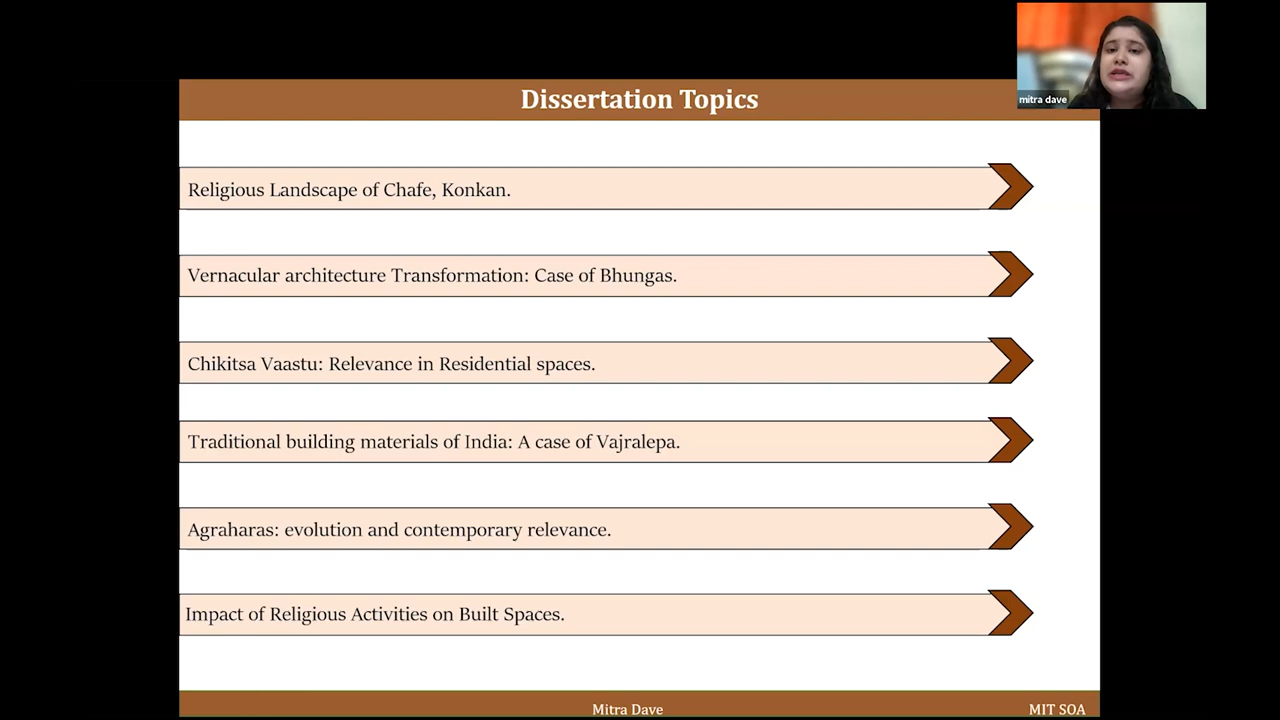 Dissertation Topics
mitra dave
Religious Landscape of Chafe, Konkan.
Vernacular architecture Transformation: Case of Bhungas.
Chikitsa Vaastu: Relevance in Residential spaces.
Traditional building materials of India: A case of Vajralepa.
Agraharas: evolution and contemporary relevance.
Impact of Religious Activities on Built Spaces.
Mitra Dave
MIT SOA